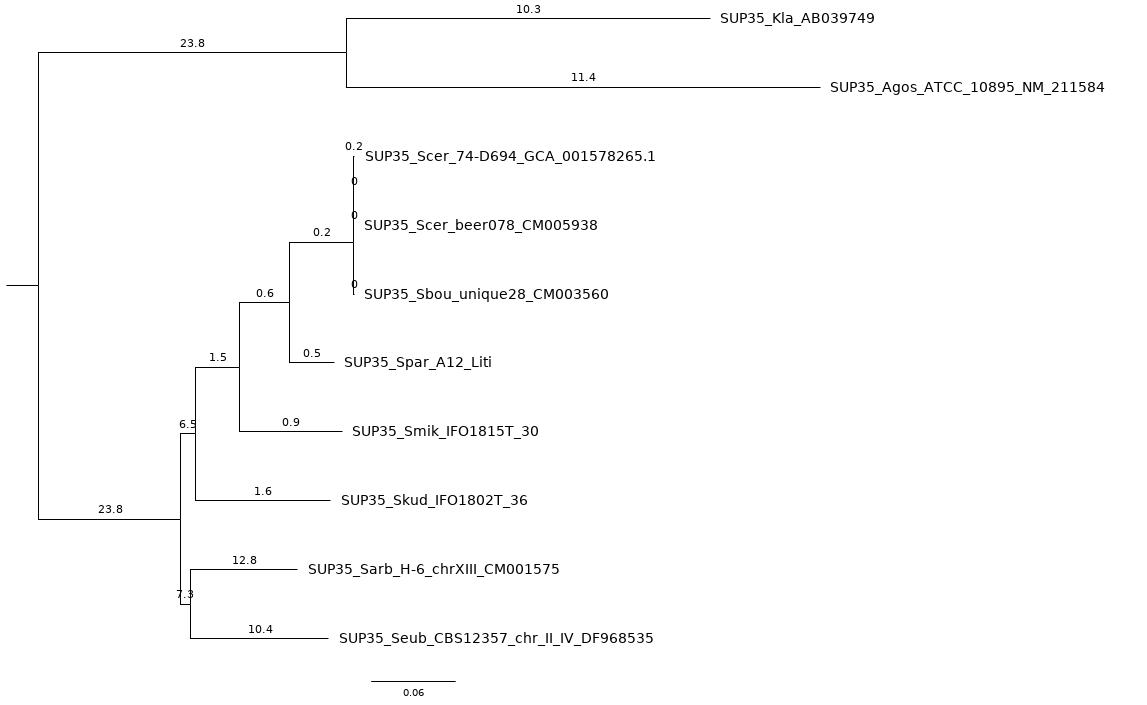 10.3
SUP35_Kla_AB039749
23.8
11.4
SUP35_Agos_ATCC_10895_NM_211584
0.2
SUP35_Scer_74-D694_GCA_001578265.1
0
0
SUP35_Scer_beer078_CM005938
0.2
0
SUP35_Sbou_unique28_CM003560
0.6
0.5
SUP35_Spar_A12_Liti
1.5
0.9
SUP35_Smik_IFO1815T_30
6.5
1.6
SUP35_Skud_IFO1802T_36
23.8
12.8
SUP35_Sarb_H-6_chrXIII_CM001575
7.3
10.4
SUP35_Seub_CBS12357_chr_II_IV_DF968535
0.06